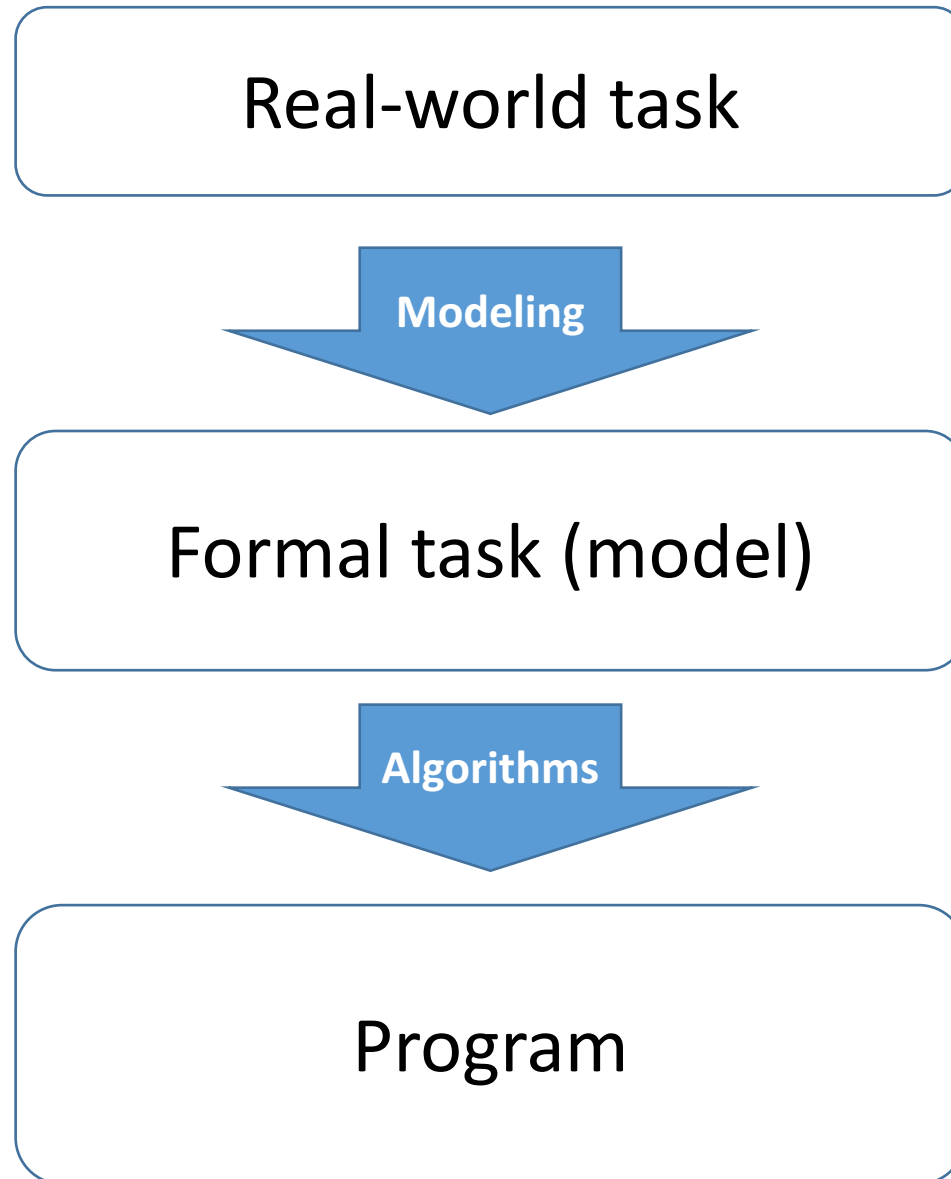 Real-world task
Modeling
Formal task (model)
Algorithms
Program